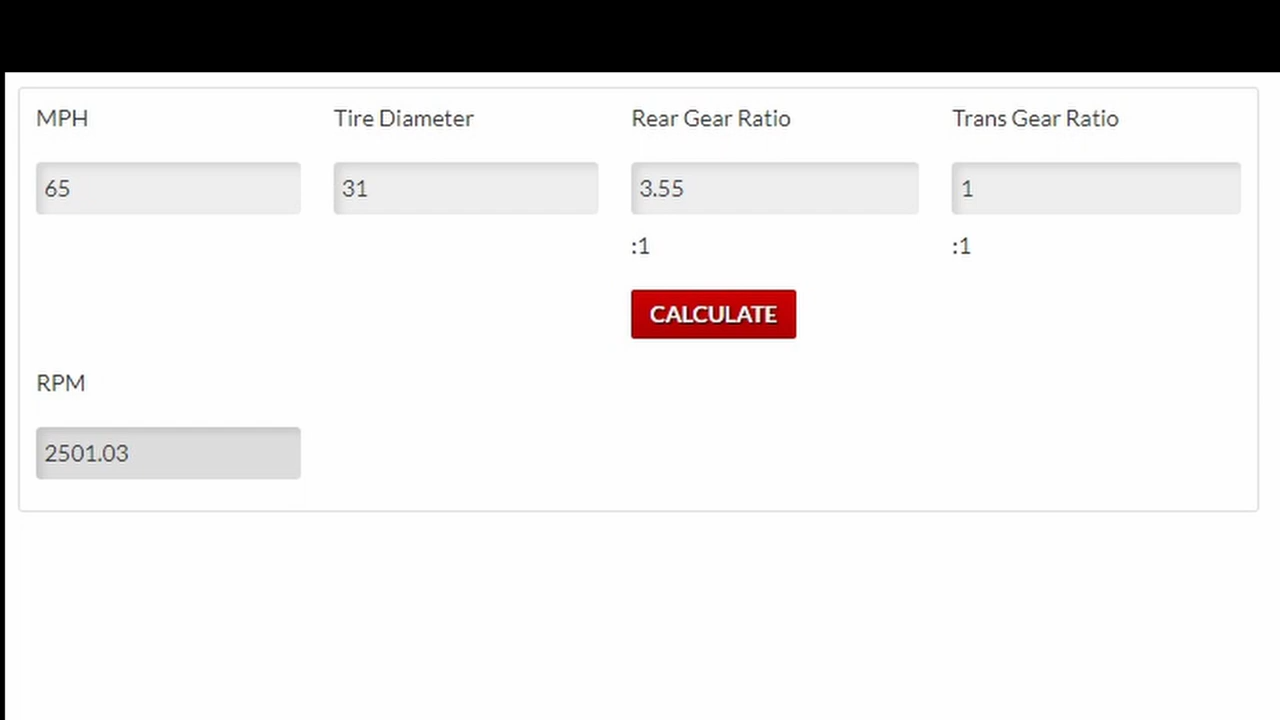 MPH Tire Diameter Rear Gear Ratio Trans Gear Ratio
65 31 3.55 1
:1 :1
CALCULATE
RPM
2501.03